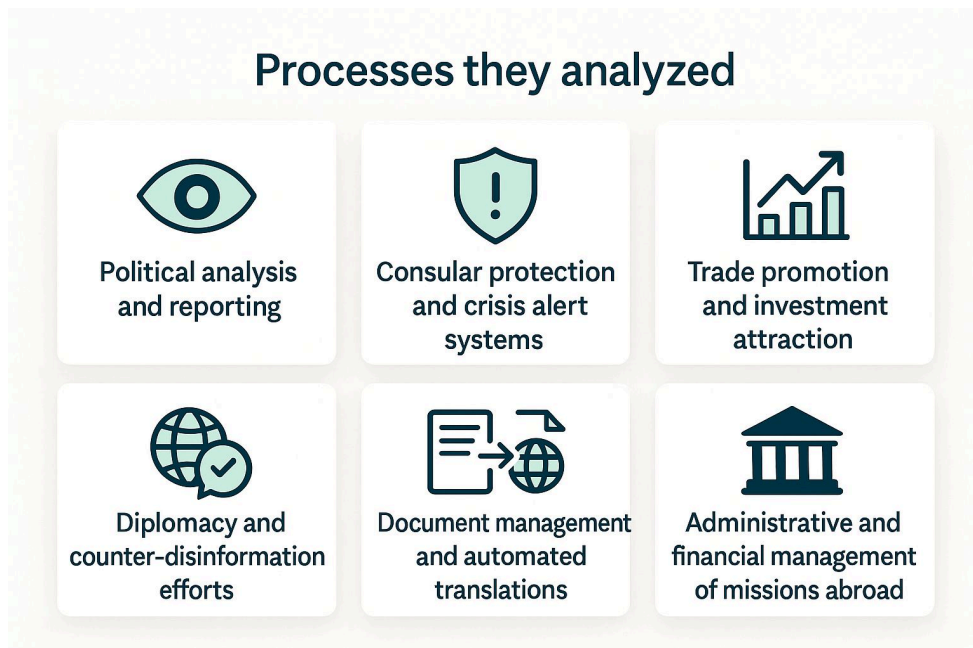 Processes they analyzed
Political analysis
and reporting
Consular protection
and crisis alert
systems
Trade promotion
and investment
attraction
Diplomacy and
counter-disinformation
efforts
Document management
and automated
translations
Administrative and
financial management
of missions abroad